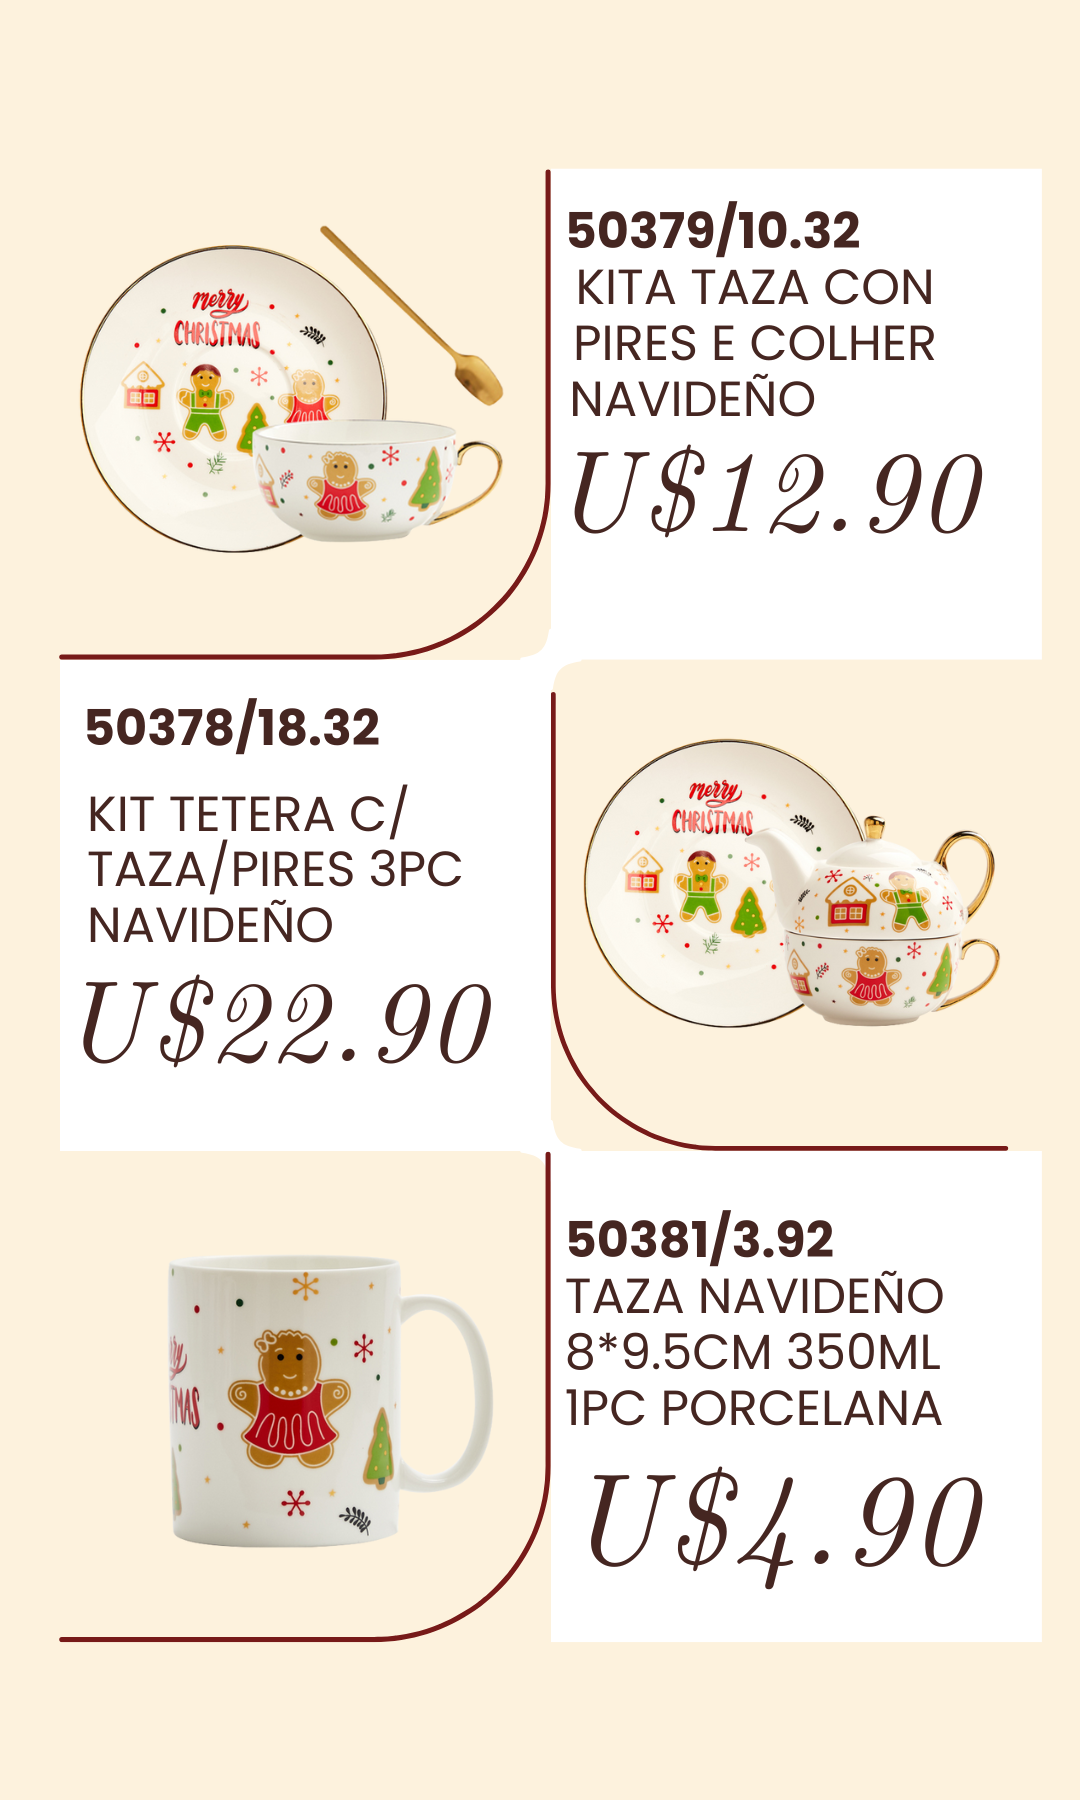 merry
CHRISTMAS
50379/10.32
KITA TAZA CON
PIRES E COLHER
NAVIDEÑO
U$12.90
50378/18.32
KIT TETERA C/
TAZA/PIRES 3PC
NAVIDEÑO
U$22.90
merry
CHRISTMAS
rry
TMAS
50381/3.92
TAZA NAVIDEÑO
8*9.5CM 350ML
1PC PORCELANA
U$4.90